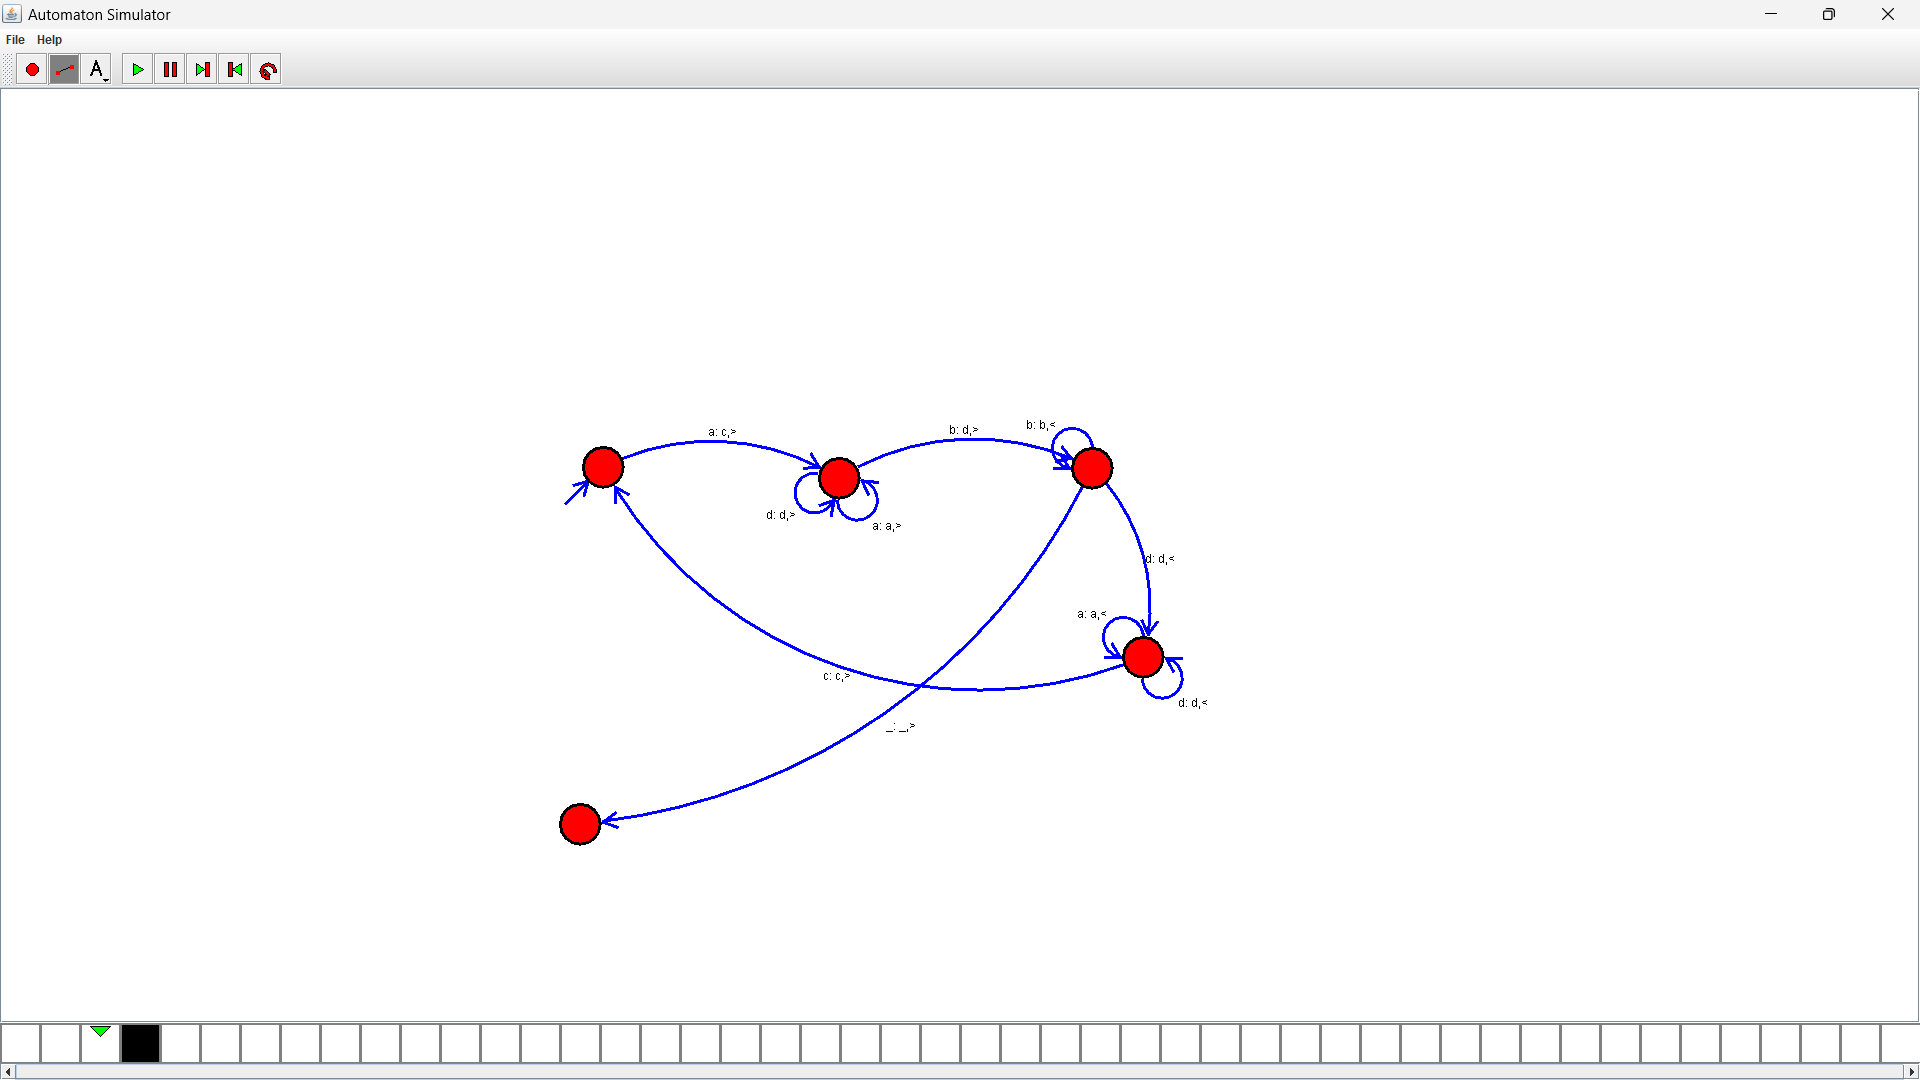 Automaton Simulator
File Help
A
b: b,<
a: c,>
b: d,>
d: d,>
a: a,>
d: d,<
a: a,<
c: c,>
d: d,<
_: _,>